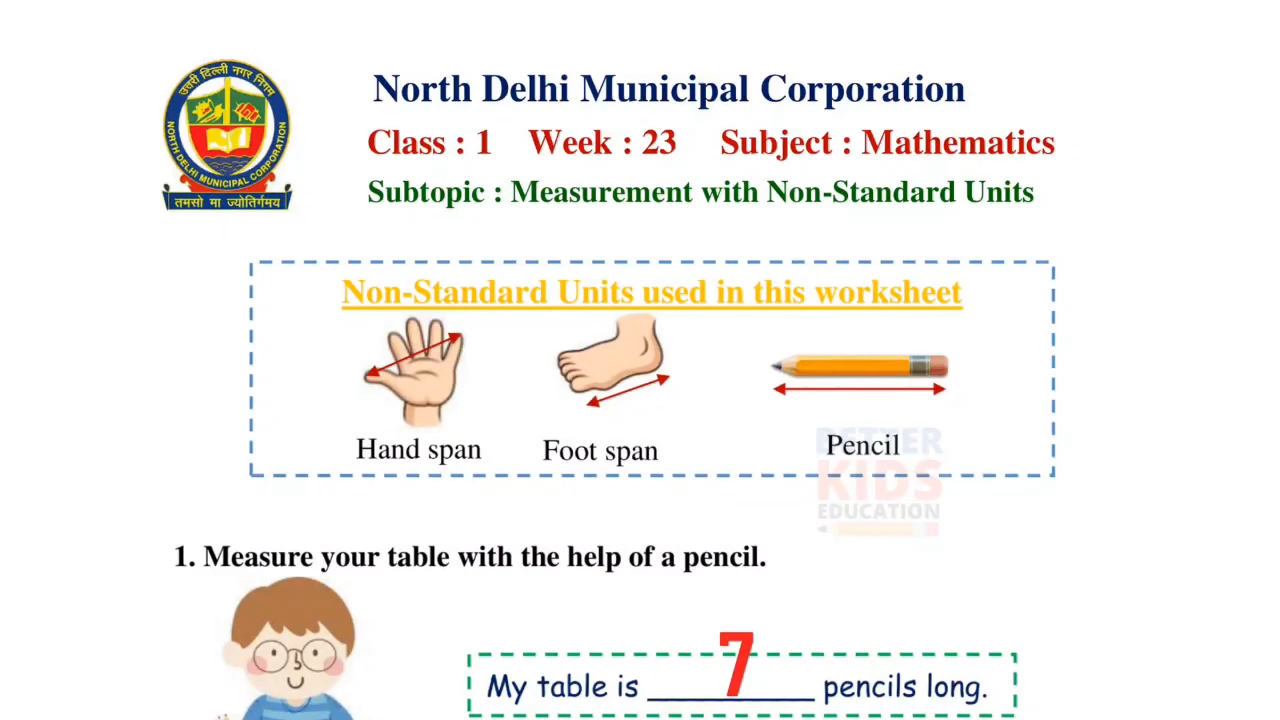 उत्तरी दिल्ली नगर निगम
NORTH DELHI MUNICIPAL CORPORATION
तमसो मा ज्योतिर्गमय
North Delhi Municipal Corporation
Class : 1 Week : 23 Subject : Mathematics
Subtopic : Measurement with Non-Standard Units
Non-Standard Units used in this worksheet
Hand span Foot span Pencil
BETTER
KIDS
EDUCATION
1. Measure your table with the help of a pencil.
My table is ___7___ pencils long.